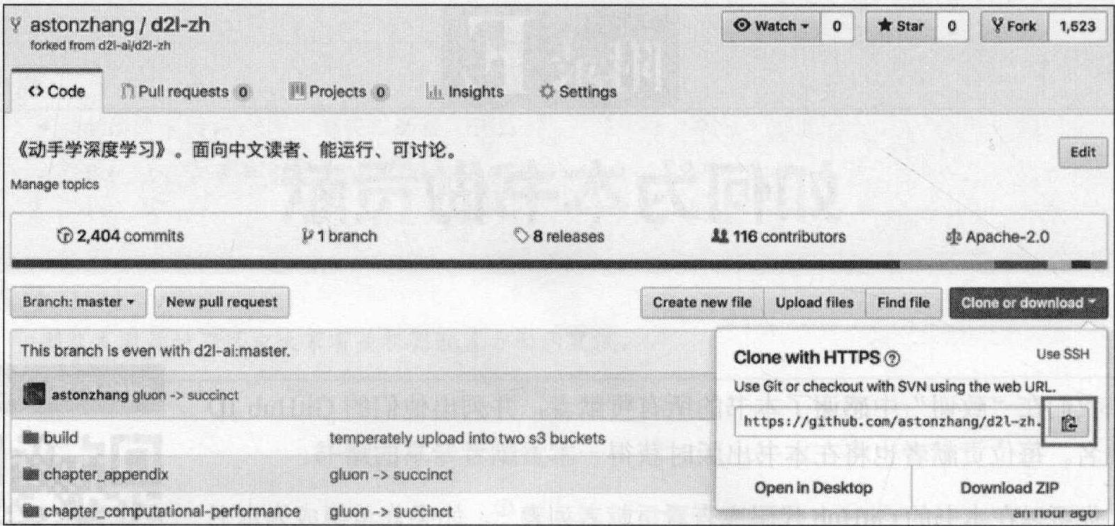 astonzhang / d2l-zh
Watch 0 Star 0 Fork 1,523
forked from d2l-ai/d2l-zh
Code Pull requests 0 Projects 0 Insights Settings
《动手学深度学习》。面向中文读者、能运行、可讨论。
Edit
Manage topics
2,404 commits 1 branch 8 releases 116 contributors Apache-2.0
Branch: master New pull request Create new file Upload files Find file Clone or download
This branch is even with d2l-ai:master.
astonzhang gluon -> succinct
build temperately upload into two s3 buckets
chapter_appendix gluon -> succinct
chapter_computational-performance gluon -> succinct
Clone with HTTPS Use SSH
Use Git or checkout with SVN using the web URL.
https://github.com/astonzhang/d2l-zh.
Open in Desktop Download ZIP
an hour ago